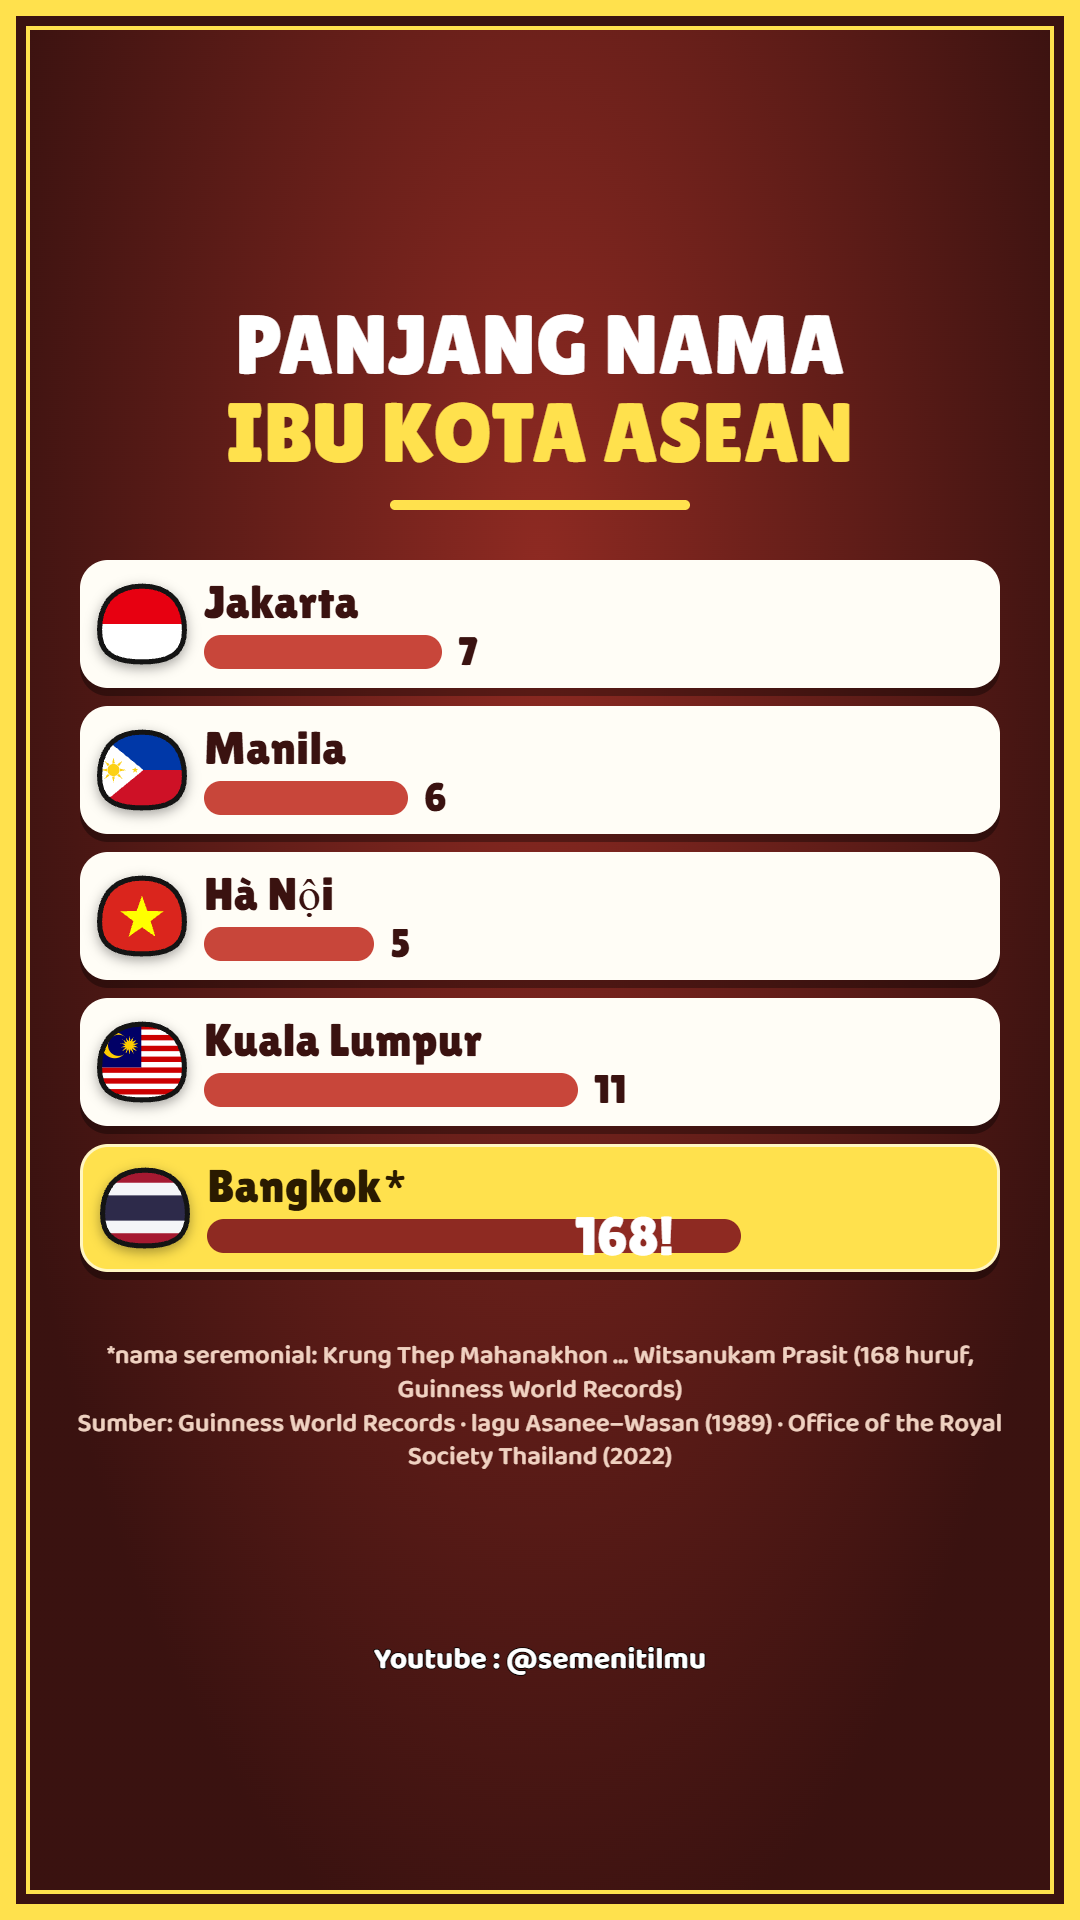 PANJANG NAMA
IBU KOTA ASEAN
Jakarta
7
Manila
6
Hà Nội
5
Kuala Lumpur
11
Bangkok*
168!
*nama seremonial: Krung Thep Mahanakhon ... Witsanukam Prasit (168 huruf,
Guinness World Records)
Sumber: Guinness World Records · lagu Asanee–Wasan (1989) · Office of the Royal
Society Thailand (2022)
Youtube : @semenitilmu